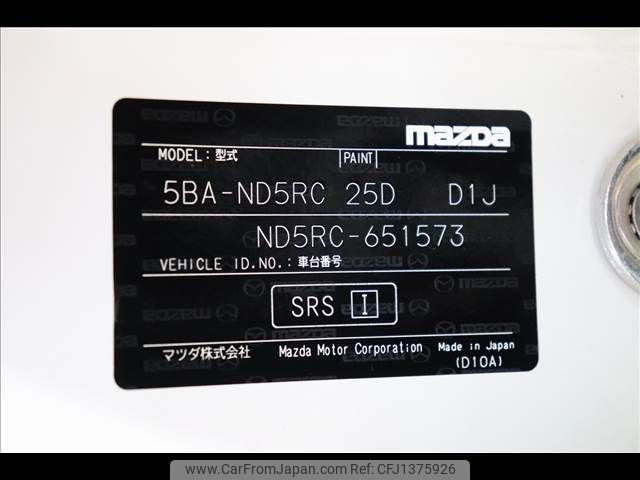 mazda
MODEL : 型式 PAINT
5BA-ND5RC 25D D1J
ND5RC-651573
VEHICLE ID.NO. : 車台番号
SRS I
マツダ株式会社 Mazda Motor Corporation Made in Japan
(D10A)
www.CarFromJapan.com CFJ1375926